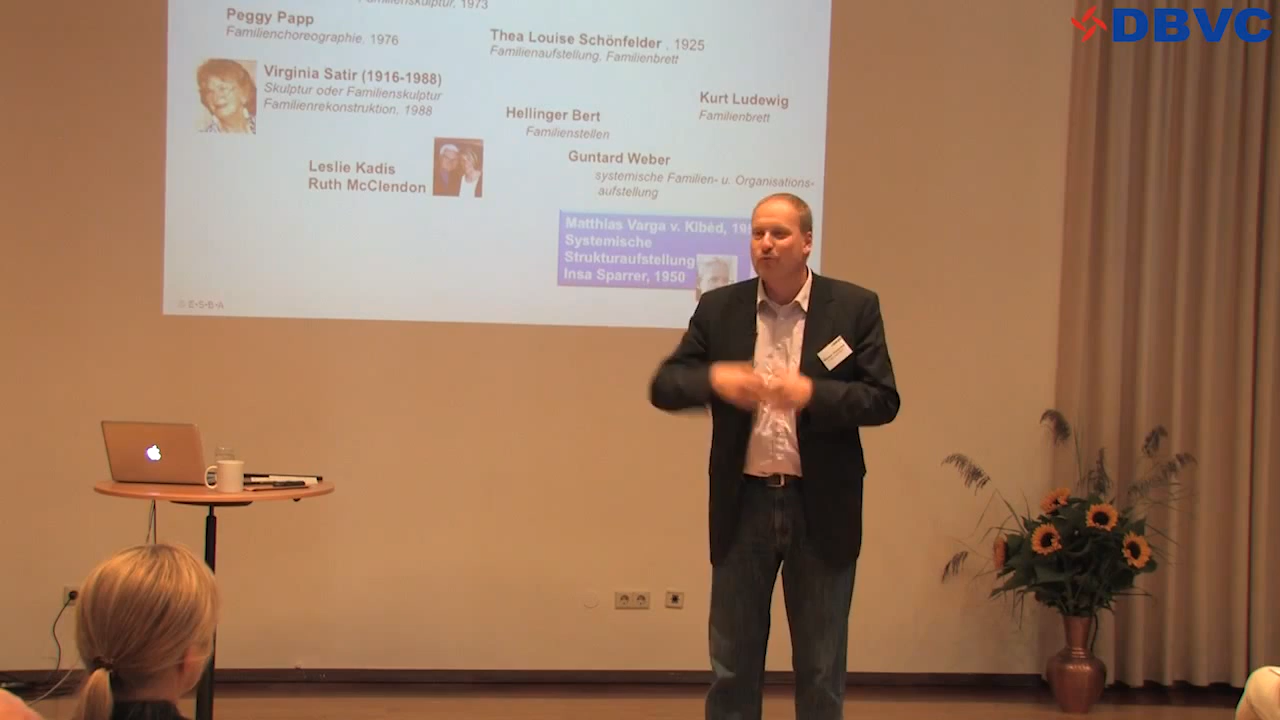 Familienskulptur, 1973
Peggy Papp
Familienchoreographie, 1976
Thea Louise Schönfelder , 1925
Familienaufstellung. Familienbrett
Virginia Satir (1916-1988)
Skulptur oder Familienskulptur
Familienrekonstruktion, 1988
Kurt Ludewig
Familienbrett
Hellinger Bert
Familienstellen
Leslie Kadis
Ruth McClendon
Guntard Weber
systemische Familien- u. Organisations-
aufstellung
Matthias Varga v. Kibéd,
Systemische
Strukturaufstellung
Insa Sparrer, 1950
© E-S-B-A
DBVC